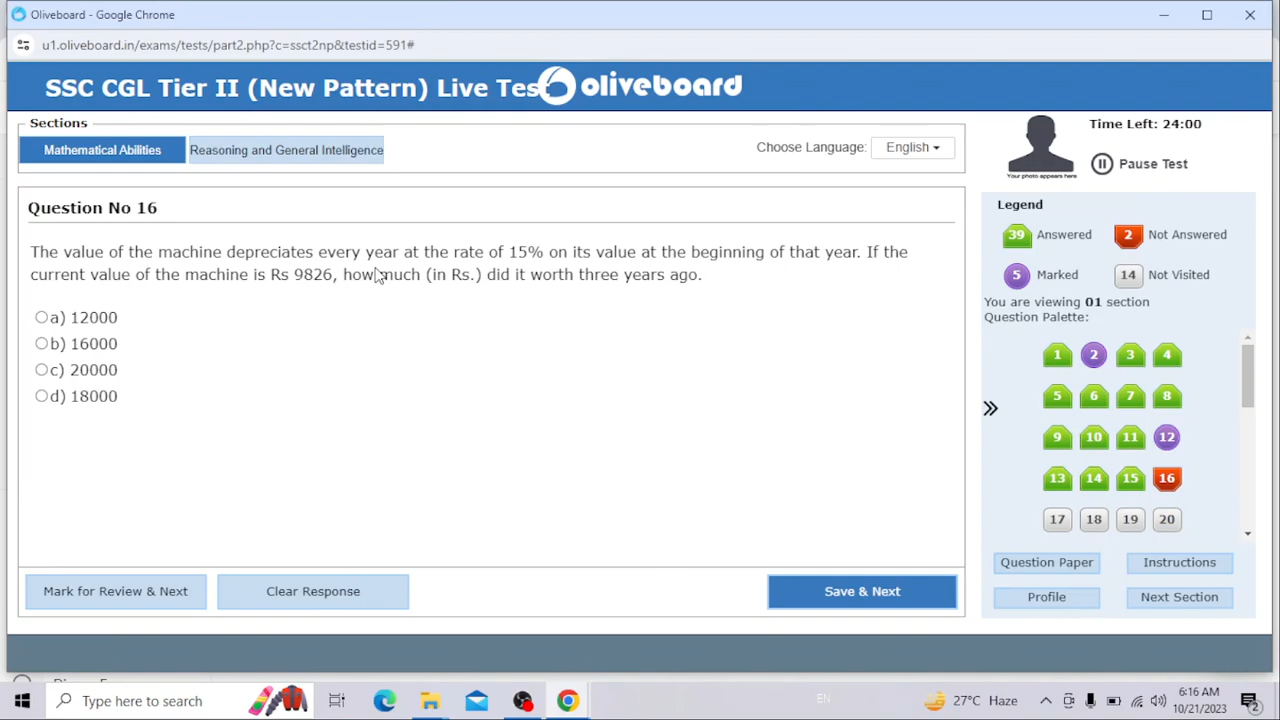 Oliveboard - Google Chrome
u1.oliveboard.in/exams/tests/part2.php?c=ssct2np&testid=591#
SSC CGL Tier II (New Pattern) Live Tes
oliveboard
Sections
Mathematical Abilities
Reasoning and General Intelligence
Choose Language: English
Time Left: 24:00
Your photo appears here
Pause Test
Question No 16
The value of the machine depreciates every year at the rate of 15% on its value at the beginning of that year. If the
current value of the machine is Rs 9826, how much (in Rs.) did it worth three years ago.
a) 12000
b) 16000
c) 20000
d) 18000
Mark for Review & Next
Clear Response
Save & Next
Legend
39 Answered
2 Not Answered
5 Marked
14 Not Visited
You are viewing 01 section
Question Palette:
1 2 3 4
5 6 7 8
9 10 11 12
13 14 15 16
17 18 19 20
Question Paper
Instructions
Profile
Next Section
Type here to search
EN
27°C Haze
6:16 AM
10/21/2023
2